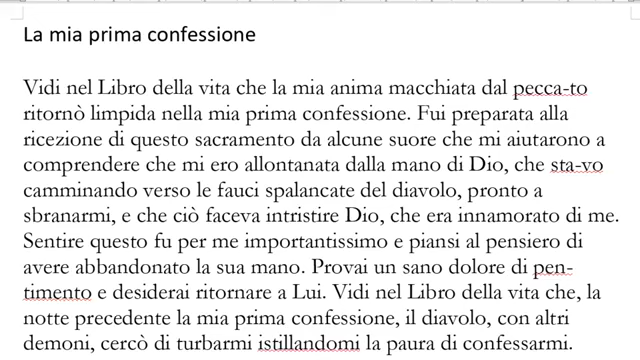 La mia prima confessione
Vidi nel Libro della vita che la mia anima macchiata dal pecca-to
ritornò limpida nella mia prima confessione. Fui preparata alla
ricezione di questo sacramento da alcune suore che mi aiutarono a
comprendere che mi ero allontanata dalla mano di Dio, che sta-vo
camminando verso le fauci spalancate del diavolo, pronto a
sbranarmi, e che ciò faceva intristire Dio, che era innamorato di me.
Sentire questo fu per me importantissimo e piansi al pensiero di
avere abbandonato la sua mano. Provai un sano dolore di pen-
timento e desiderai ritornare a Lui. Vidi nel Libro della vita che, la
notte precedente la mia prima confessione, il diavolo, con altri
demoni, cercò di turbarmi istillandomi la paura di confessarmi.